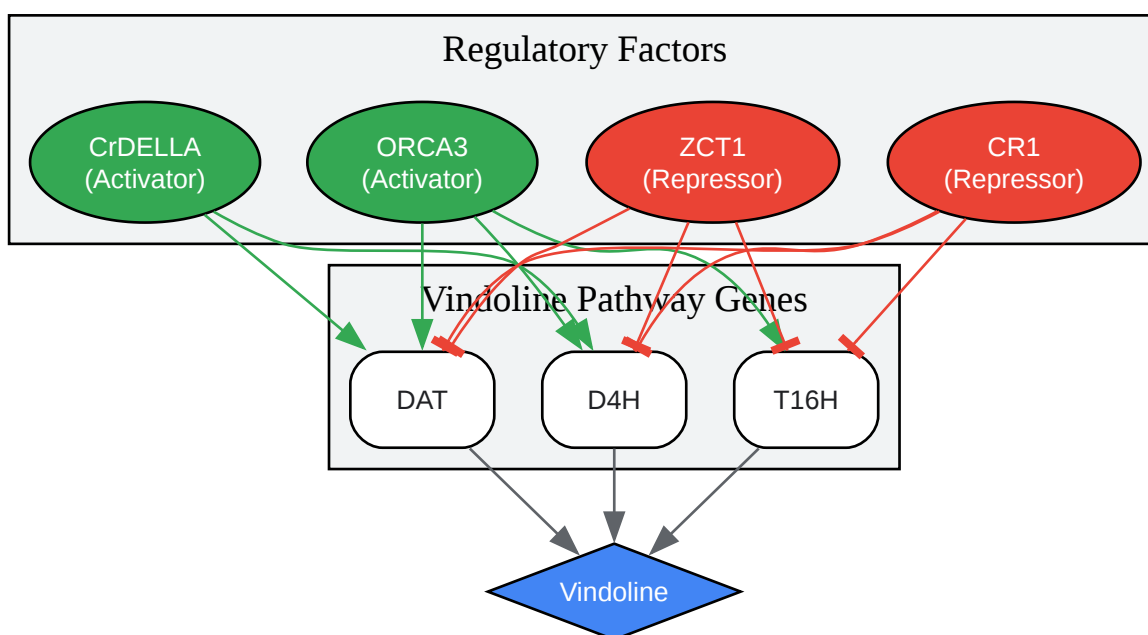 Regulatory Factors
CrDELLA
(Activator)
ORCA3
(Activator)
ZCT1
(Repressor)
CR1
(Repressor)
Vindoline Pathway Genes
DAT
D4H
T16H
Vindoline